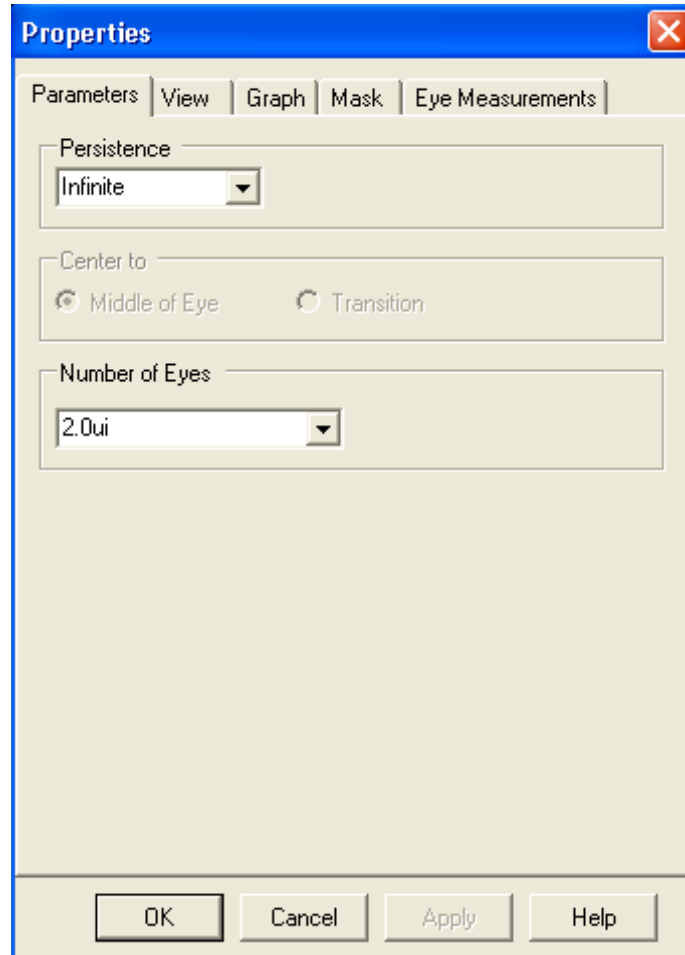 Properties
Parameters View Graph Mask Eye Measurements
Persistence
Infinite
Center to
Middle of Eye Transition
Number of Eyes
2.0ui
OK Cancel Apply Help